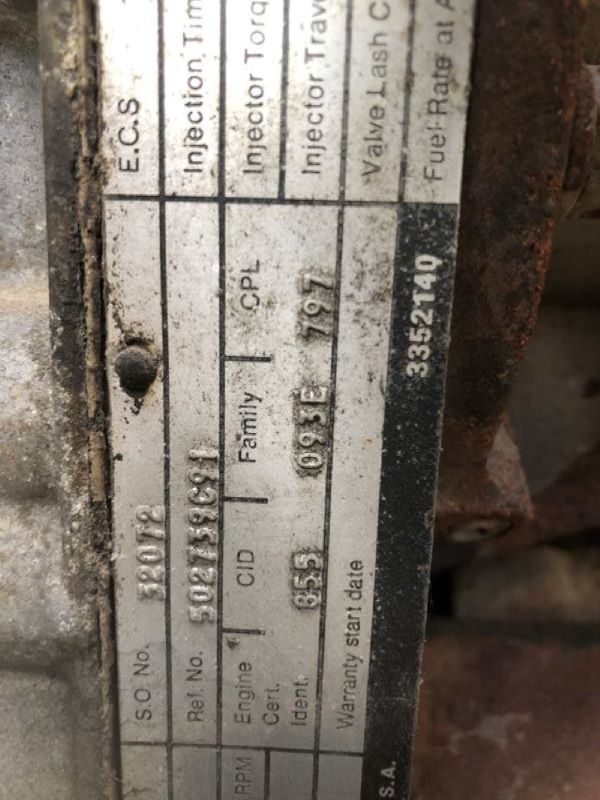 S.O. No. 32072 E.C.S
Ref. No. 502739C91 Injection Tim
Engine CID Family CPL Injector Torq
Cert.
Ident. 855 093E 797 Injector Trav
Warranty start date Valve Lash C
3352140 Fuel Rate at A
RPM
S.A.